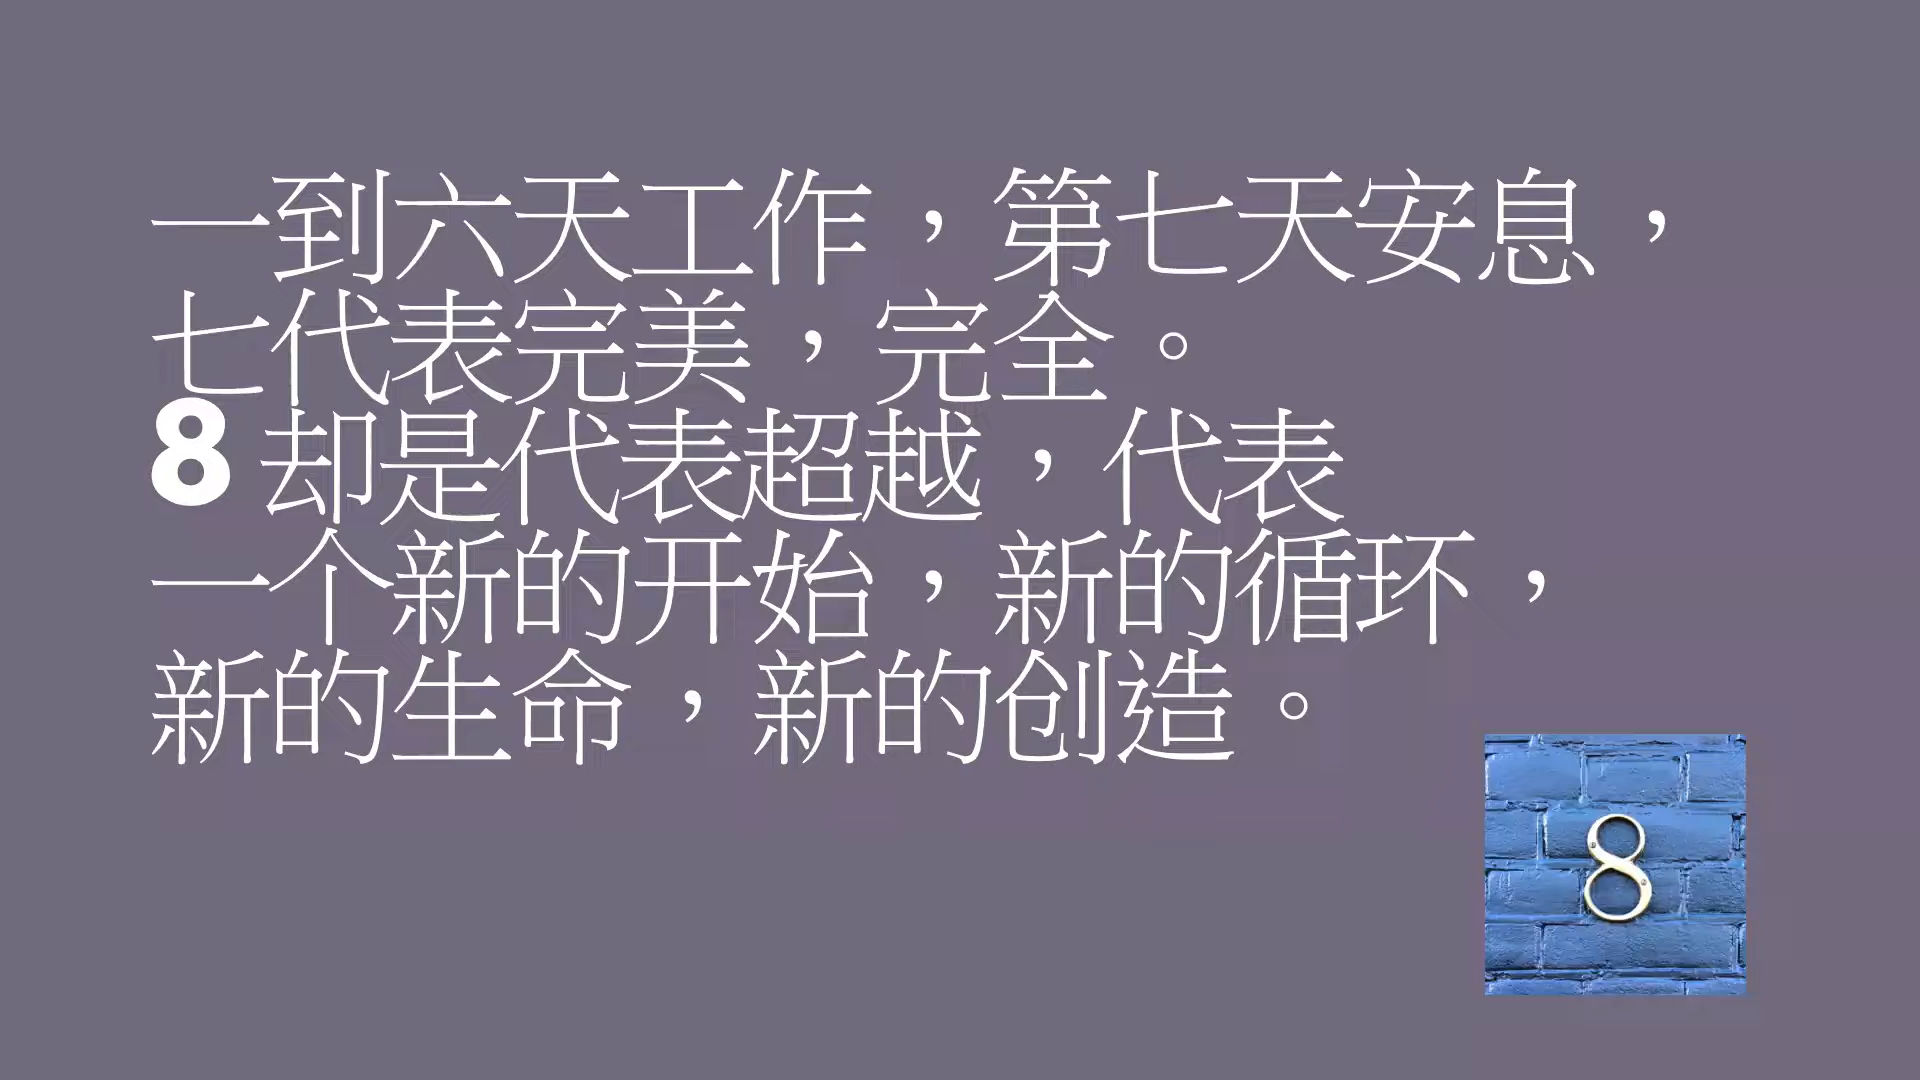 一到六天工作，第七天安息，
七代表完美，完全。
8 却是代表超越，代表
一个新的开始，新的循环，
新的生命，新的创造。
8